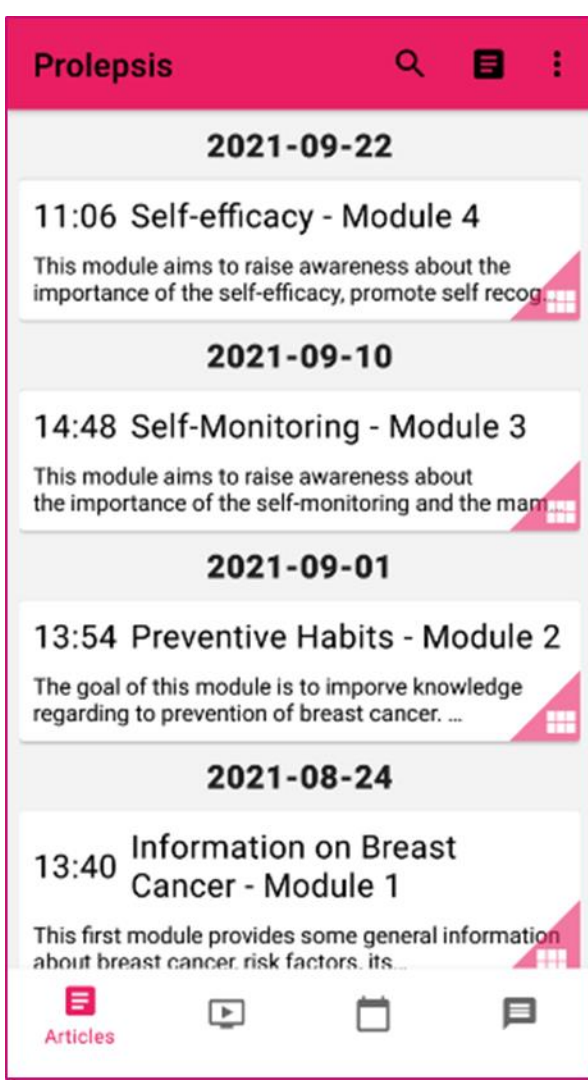 Prolepsis
2021-09-22
11:06 Self-efficacy - Module 4
This module aims to raise awareness about the
importance of the self-efficacy, promote self recog...
2021-09-10
14:48 Self-Monitoring - Module 3
This module aims to raise awareness about
the importance of the self-monitoring and the mam...
2021-09-01
13:54 Preventive Habits - Module 2
The goal of this module is to imporve knowledge
regarding to prevention of breast cancer. ...
2021-08-24
13:40 Information on Breast
Cancer - Module 1
This first module provides some general information
about breast cancer, risk factors, its...
Articles